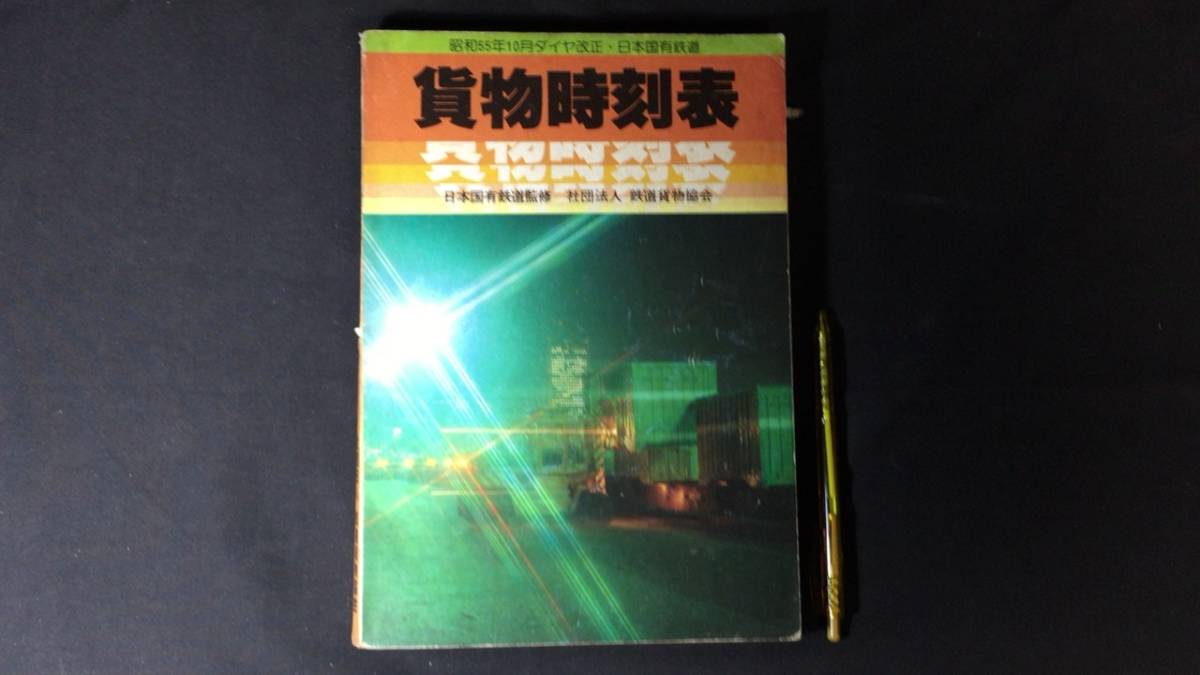 昭和55年10月ダイヤ改正・日本国有鉄道
貨物時刻表
日本国有鉄道監修 社団法人 鉄道貨物協会